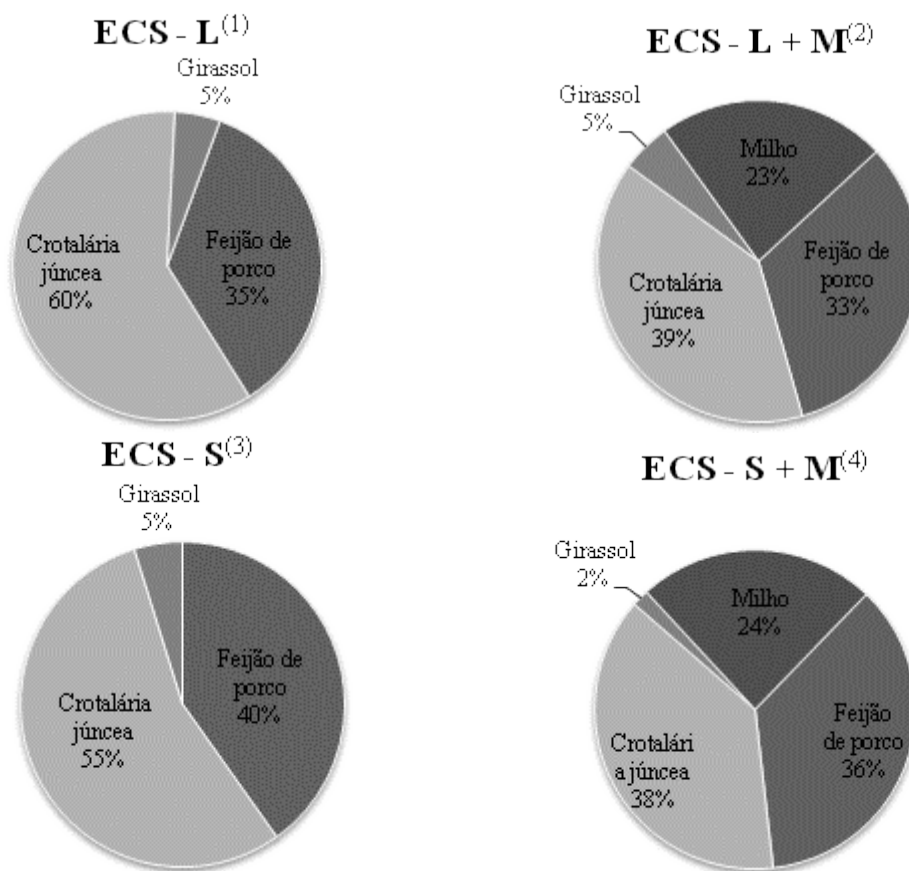 ECS - L(1)
Girassol
5%
Crotalária
júncea
60%
Feijão de
porco
35%
ECS - L + M(2)
Girassol
5%
Milho
23%
Feijão de
porco
33%
Crotalária
júncea
39%
ECS - S(3)
Girassol
5%
Feijão de
porco
40%
Crotalária
júncea
55%
ECS - S + M(4)
Girassol
2%
Milho
24%
Feijão
de porco
36%
Crotalári
a júncea
38%